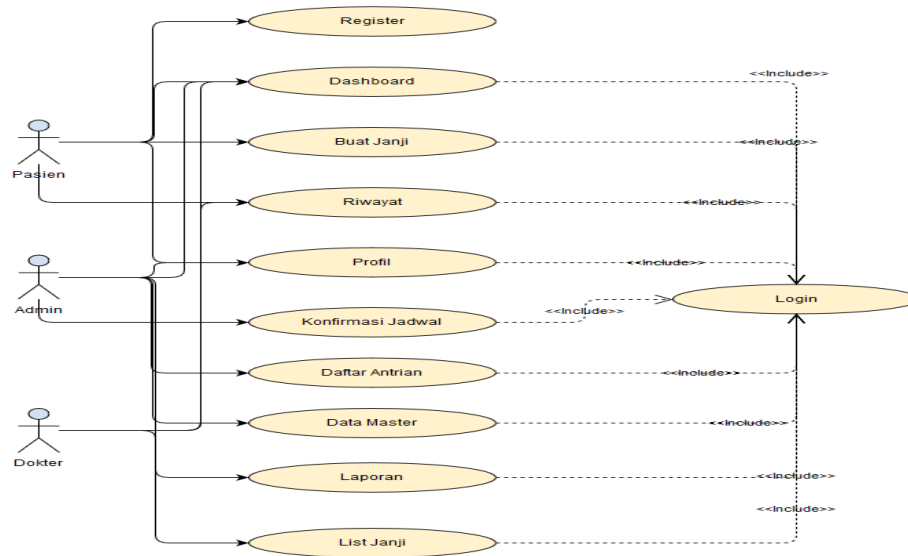 Register
Dashboard
<<Include>>
Buat Janji
<<Include>>
Pasien
Riwayat
<<Include>>
Profil
<<Include>>
Admin
Login
Konfirmasi Jadwal
<<Include>>
Daftar Antrian
<<Include>>
Data Master
<<Include>>
Dokter
Laporan
<<Include>>
<<Include>>
List Janji